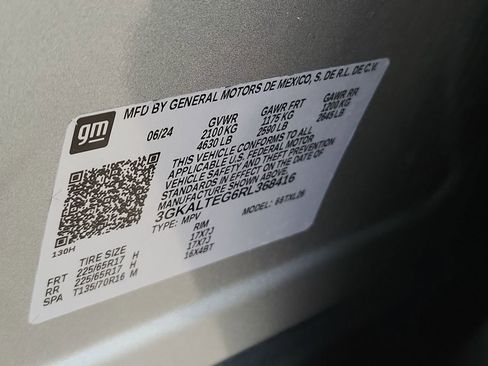 gm
MFD BY GENERAL MOTORS DE MEXICO, S. DE R.L. DE C.V.
06/24 GVWR GAWR FRT GAWR RR
2100 KG 1175 KG 1200 KG
4630 LB 2590 LB 2645 LB
THIS VEHICLE CONFORMS TO ALL
APPLICABLE U.S. FEDERAL MOTOR
VEHICLE SAFETY AND THEFT PREVENTION
STANDARDS IN EFFECT ON THE DATE OF
MANUFACTURE SHOWN ABOVE.
3GKALTEG6RL368416
TYPE: MPV MODEL: 66TXL26
130H
TIRE SIZE RIM
FRT 225/65R17 H 17X7J
RR 225/65R17 H 17X7J
SPA T135/70R16 M 16X4BT